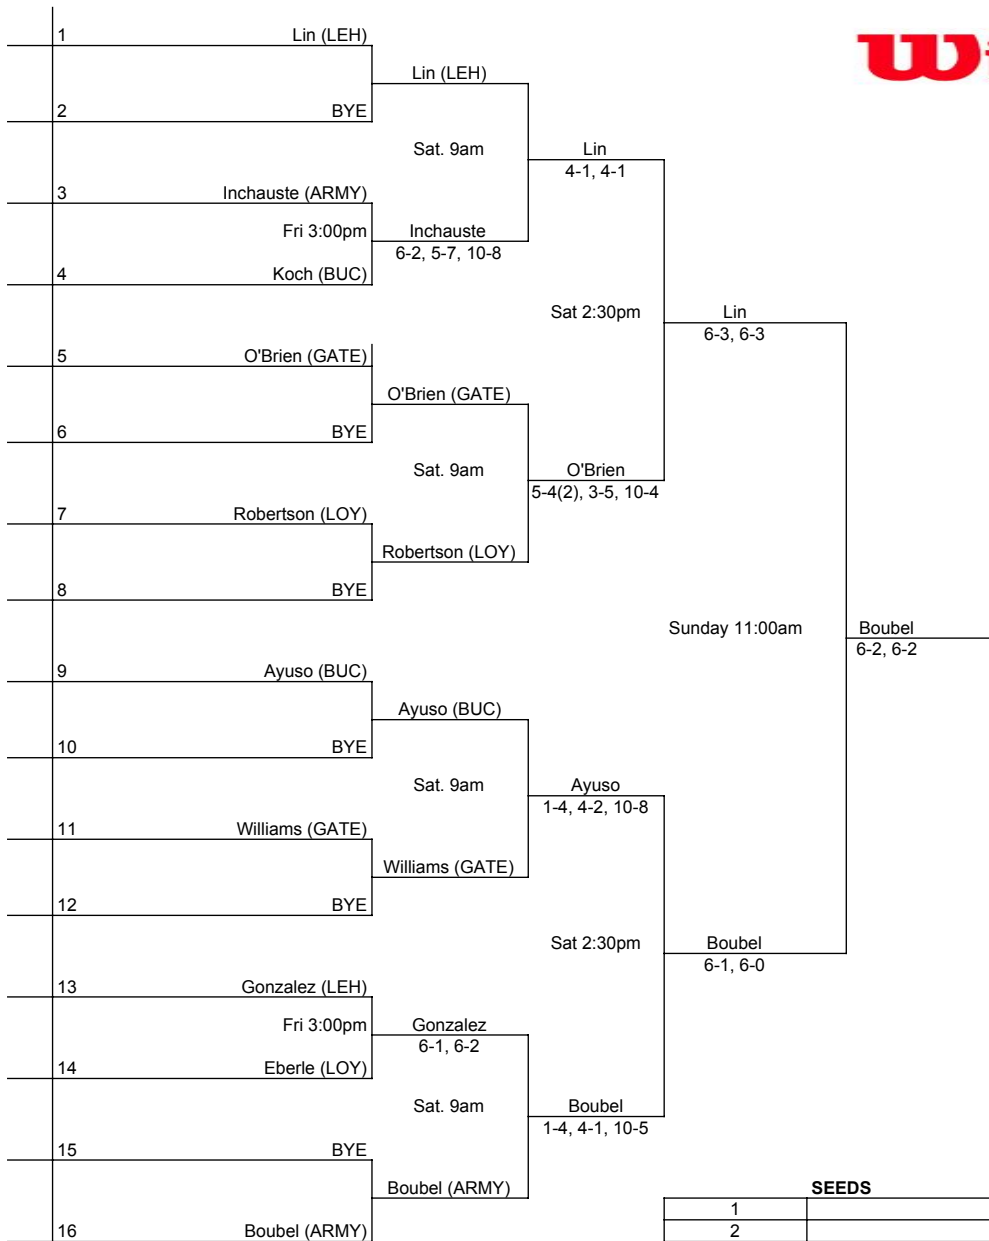 1 Lin (LEH)
Lin (LEH)
2 BYE
Sat. 9am Lin
4-1, 4-1
3 Inchauste (ARMY)
Fri 3:00pm Inchauste
6-2, 5-7, 10-8
4 Koch (BUC)
Sat 2:30pm Lin
6-3, 6-3
5 O'Brien (GATE)
O'Brien (GATE)
6 BYE
Sat. 9am O'Brien
5-4(2), 3-5, 10-4
7 Robertson (LOY)
Robertson (LOY)
8 BYE
Sunday 11:00am Boubel
6-2, 6-2
9 Ayuso (BUC)
Ayuso (BUC)
10 BYE
Sat. 9am Ayuso
1-4, 4-2, 10-8
11 Williams (GATE)
Williams (GATE)
12 BYE
Sat 2:30pm Boubel
6-1, 6-0
13 Gonzalez (LEH)
Fri 3:00pm Gonzalez
6-1, 6-2
14 Eberle (LOY)
Sat. 9am Boubel
1-4, 4-1, 10-5
15 BYE
Boubel (ARMY)
16 Boubel (ARMY)
SEEDS
1
2